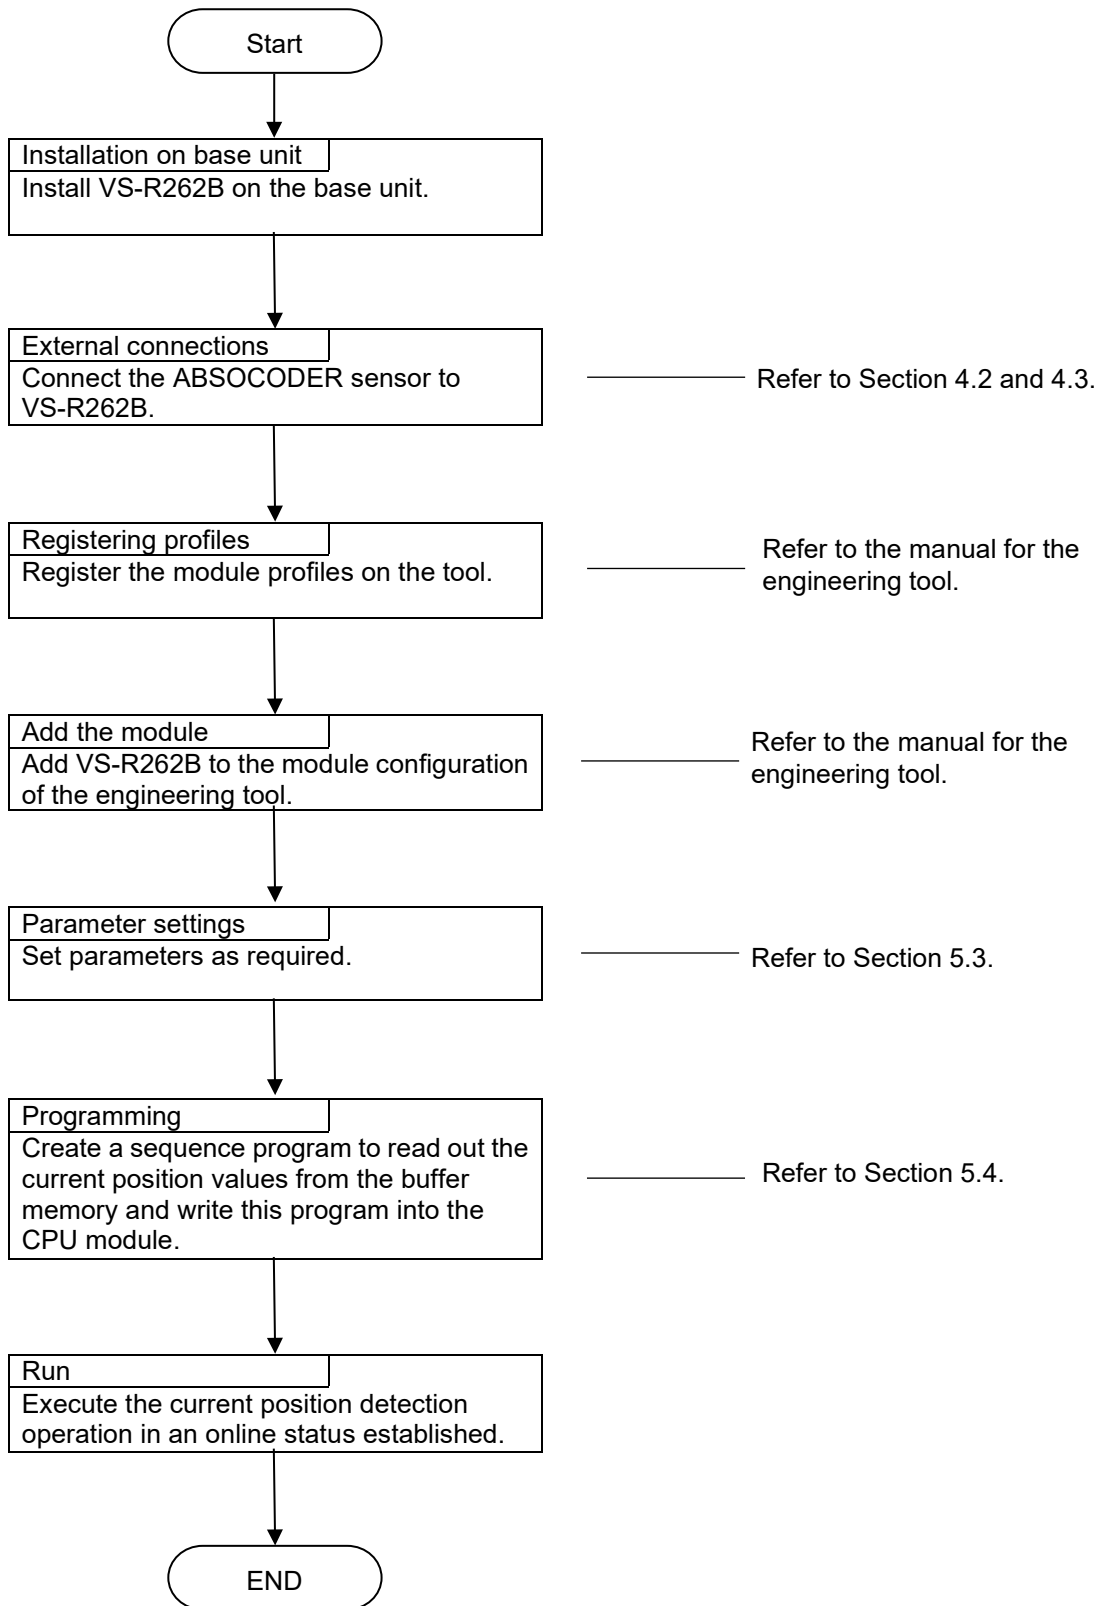 Start
Installation on base unit
Install VS-R262B on the base unit.
External connections
Connect the ABSOCODER sensor to
VS-R262B.
Refer to Section 4.2 and 4.3.
Registering profiles
Register the module profiles on the tool.
Refer to the manual for the
engineering tool.
Add the module
Add VS-R262B to the module configuration
of the engineering tool.
Refer to the manual for the
engineering tool.
Parameter settings
Set parameters as required.
Refer to Section 5.3.
Programming
Create a sequence program to read out the
current position values from the buffer
memory and write this program into the
CPU module.
Refer to Section 5.4.
Run
Execute the current position detection
operation in an online status established.
END